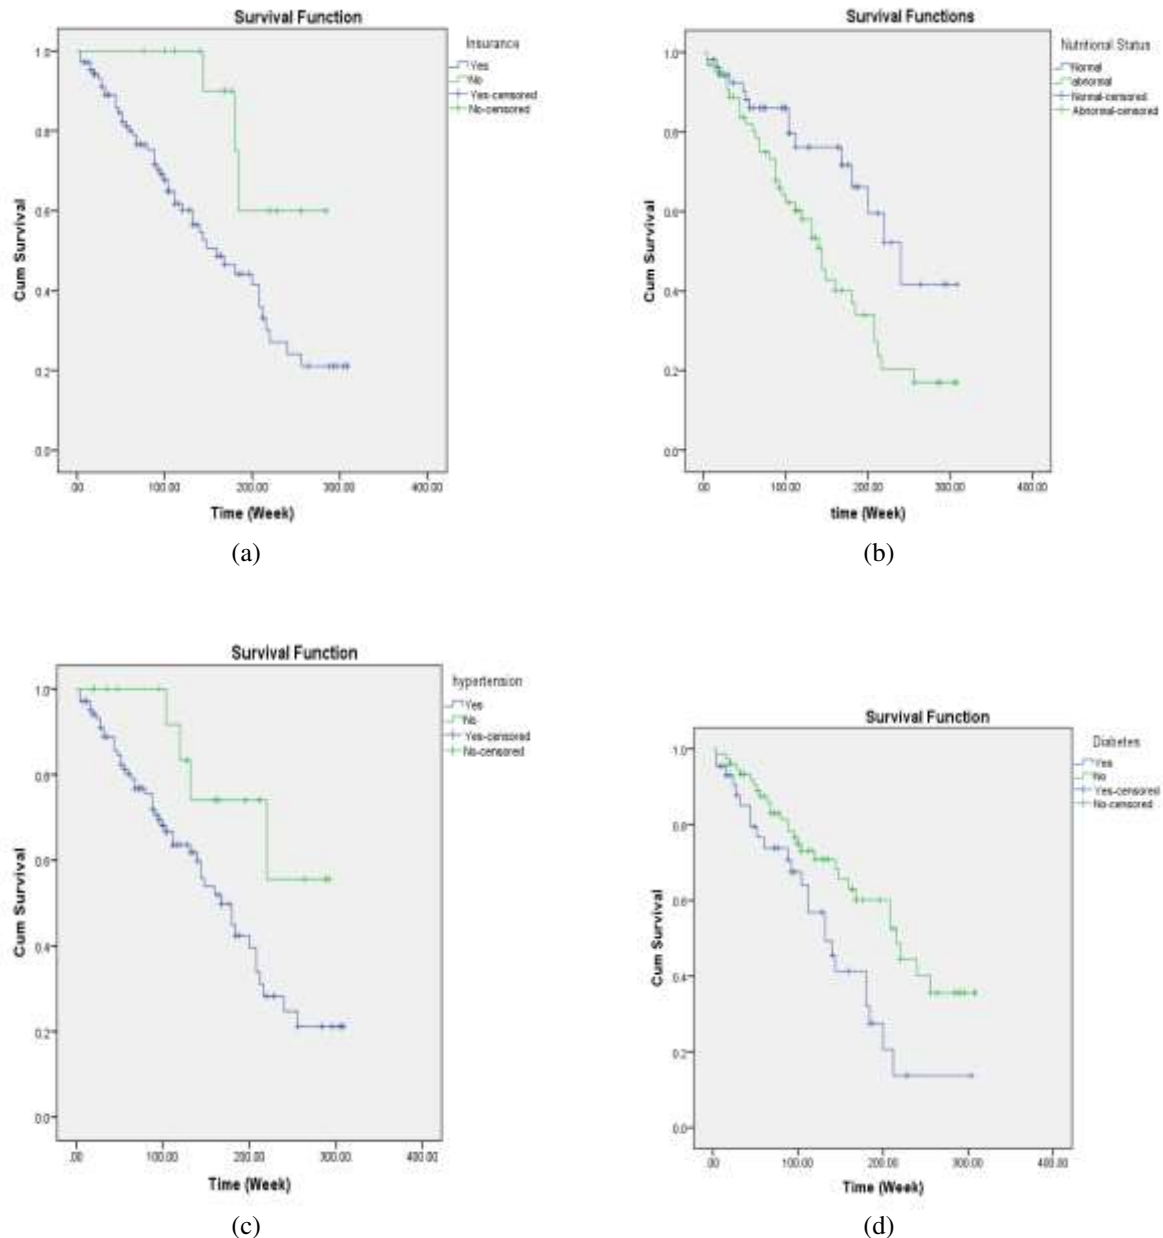 Survival Function
Insurance
Yes
No
Yes-censored
No-censored
1.0
0.8
0.6
0.4
0.2
0.0
Cum Survival
.00 100.00 200.00 300.00 400.00
Time (Week)
(a)
Survival Functions
Nutritional Status
Normal
abnormal
Normal-censored
Abnormal-censored
1.0
0.8
0.6
0.4
0.2
0.0
Cum Survival
.00 100.00 200.00 300.00 400.00
time (Week)
(b)
Survival Function
hypertension
Yes
No
Yes-censored
No-censored
1.0
0.8
0.6
0.4
0.2
0.0
Cum Survival
.00 100.00 200.00 300.00 400.00
Time (Week)
(c)
Survival Function
Diabetes
Yes
No
Yes-censored
No-censored
1.0
0.8
0.6
0.4
0.2
0.0
Cum Survival
.00 100.00 200.00 300.00 400.00
Time (Week)
(d)